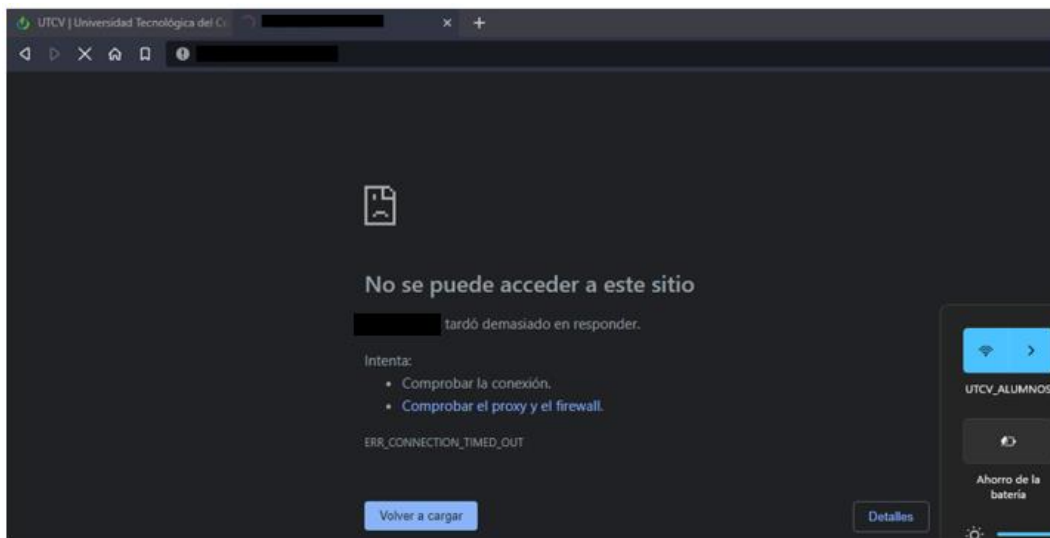 UTCV | Universidad Tecnológica del C
No se puede acceder a este sitio
tardó demasiado en responder.
Intenta:
• Comprobar la conexión.
• Comprobar el proxy y el firewall.
ERR_CONNECTION_TIMED_OUT
Volver a cargar
Detalles
UTCV_ALUMNOS
Ahorro de la
batería